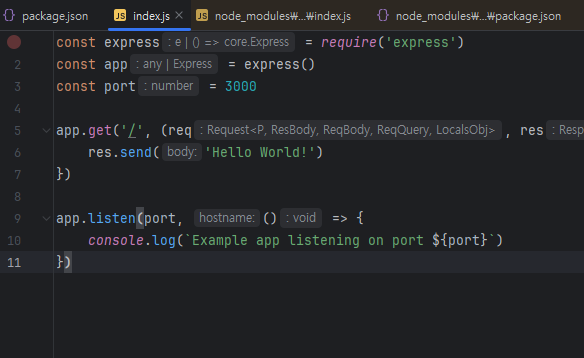 package.json index.js node_modules₩...₩index.js node_modules₩...₩package.json
const express : e | () => core.Express = require('express')
2 const app : any | Express = express()
3 const port : number = 3000
4
5 app.get('/', (req : Request<P, ResBody, ReqBody, ReqQuery, LocalsObj> , res : Resp
6 res.send( body: 'Hello World!')
7 })
8
9 app.listen(port, hostname: () : void => {
10 console.log(`Example app listening on port ${port}`)
11 })